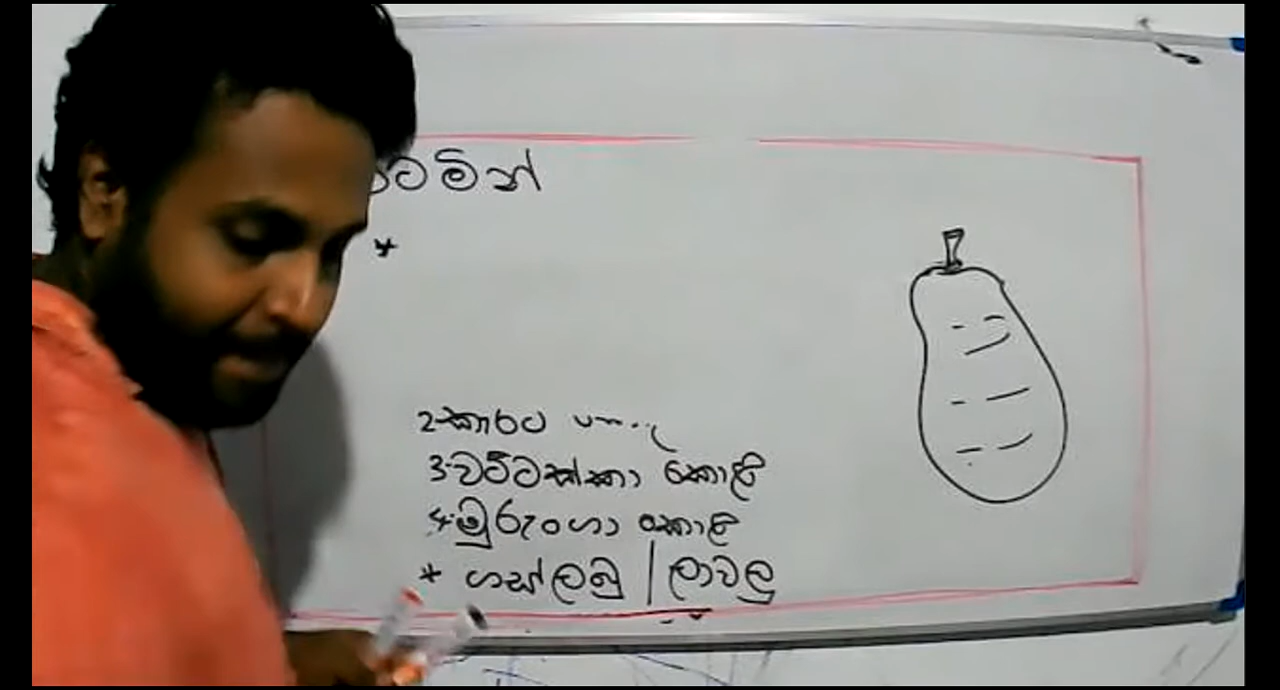 ටමින්
*
2-කාරට
3-වට්ටක්කා කොළ
4-මුරුංගා කොළ
* ගස්ලබු | ලාවලු